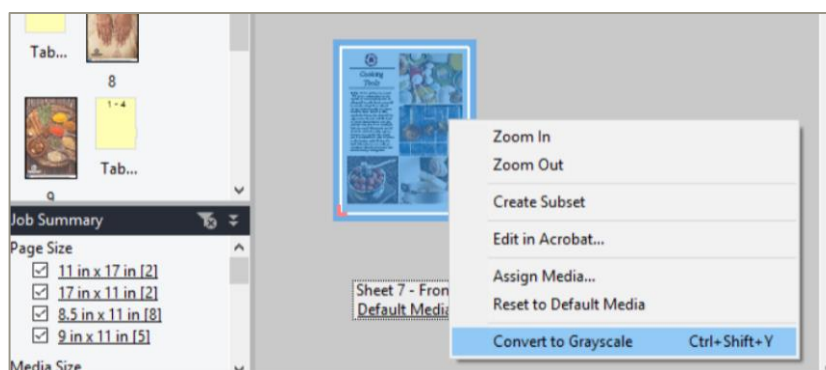 Tab...
8
1 - 4
Tab...
9
Job Summary
Page Size
11 in x 17 in [2]
17 in x 11 in [2]
8.5 in x 11 in [8]
9 in x 11 in [5]
Media Size
Cooking
Tools
Sheet 7 - Fron
Default Media
Zoom In
Zoom Out
Create Subset
Edit in Acrobat...
Assign Media...
Reset to Default Media
Convert to Grayscale Ctrl+Shift+Y